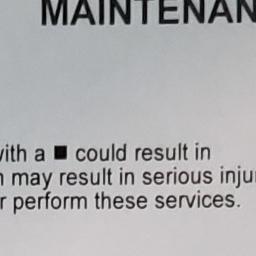 MAINTENAN
with a ■ could result in
may result in serious inju
perform these services.